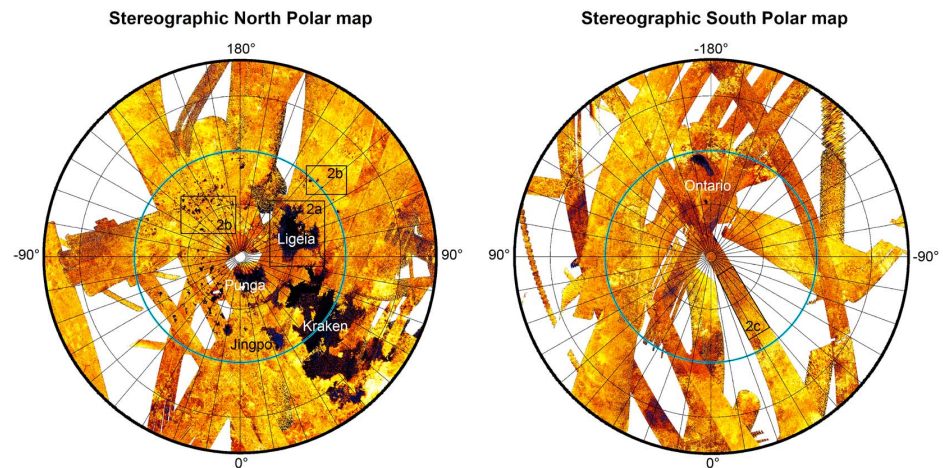 Stereographic North Polar map
Stereographic South Polar map
180°
-180°
2b
2a
2b
Ligeia
Ontario
-90°
90°
90°
-90°
Punga
Kraken
2c
Jingpo
0°
0°